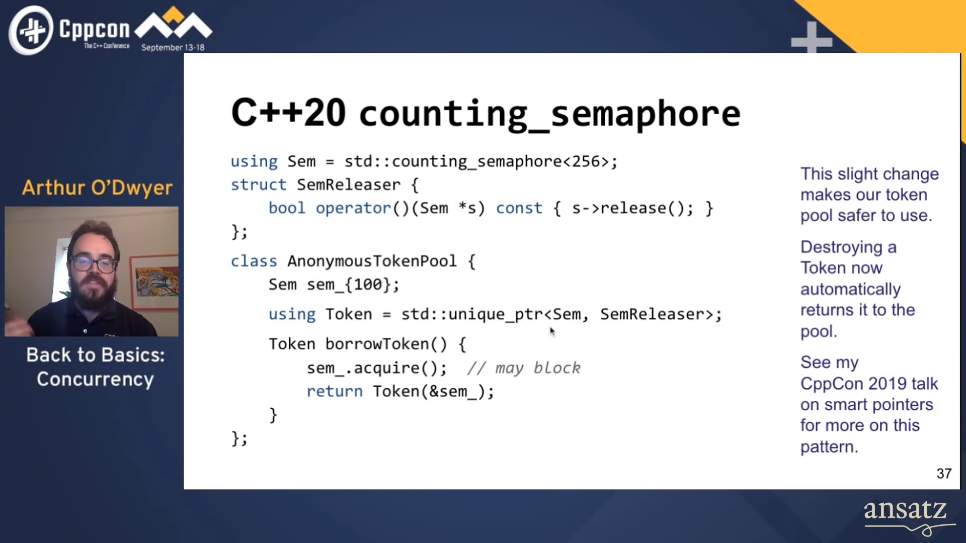 Cppcon
The C++ Conference
September 13-18
C++20 counting_semaphore
using Sem = std::counting_semaphore<256>;
struct SemReleaser {
    bool operator()(Sem *s) const { s->release(); }
};
class AnonymousTokenPool {
    Sem sem_{100};
    using Token = std::unique_ptr<Sem, SemReleaser>;
    Token borrowToken() {
        sem_.acquire();  // may block
        return Token(&sem_);
    }
};
This slight change
makes our token
pool safer to use.
Destroying a
Token now
automatically
returns it to the
pool.
See my
CppCon 2019 talk
on smart pointers
for more on this
pattern.
37
Arthur O'Dwyer
Back to Basics:
Concurrency
ansatz